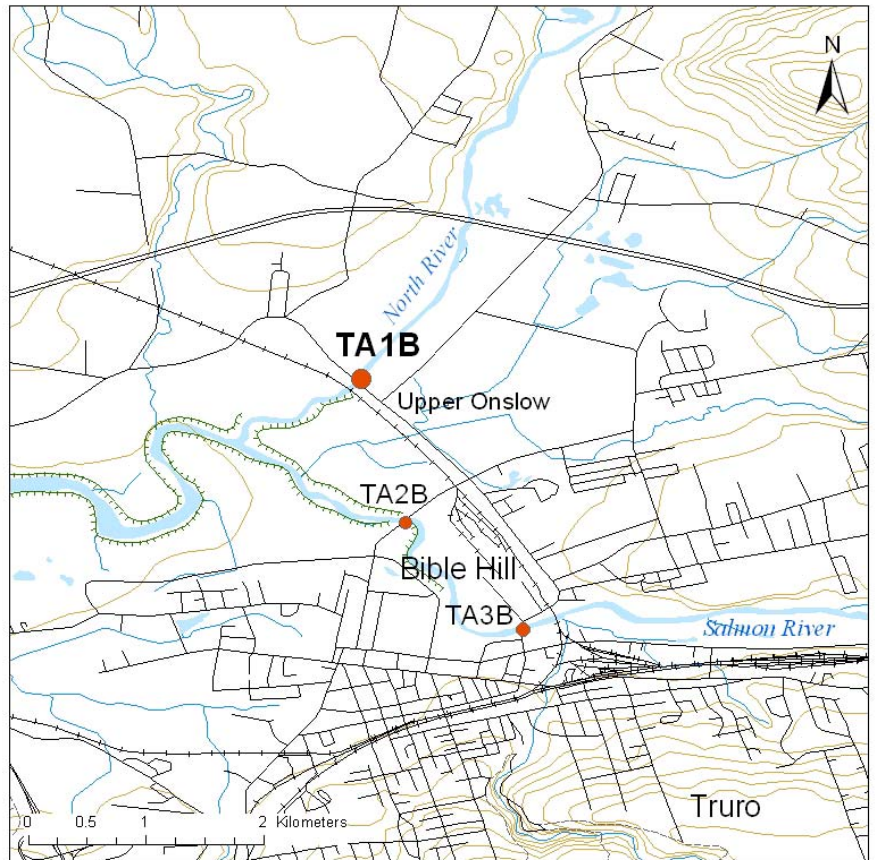 N
North River
TA1B
Upper Onslow
TA2B
Bible Hill
TA3B
Salmon River
Truro
0 0.5 1 2 Kilometers